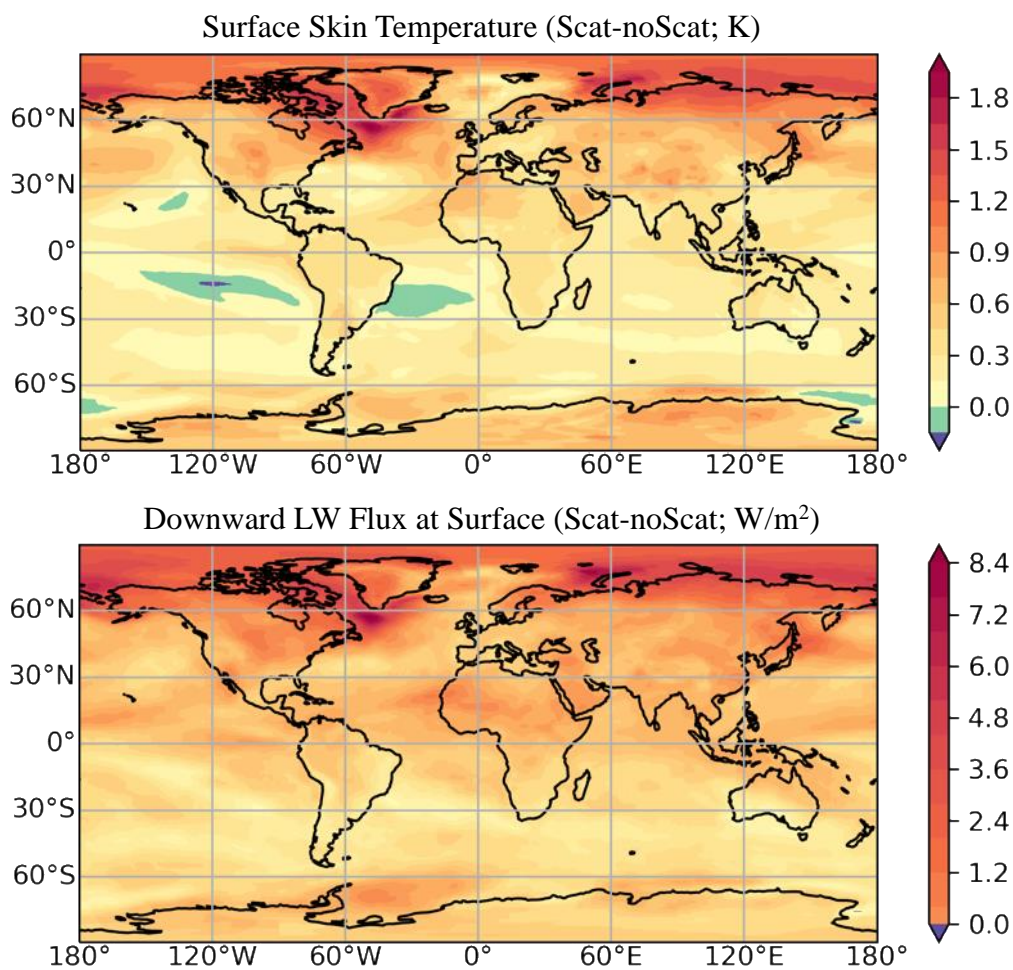 Surface Skin Temperature (Scat-noScat; K)
60°N
30°N
0°
30°S
60°S
180°
120°W
60°W
0°
60°E
120°E
180°
1.8
1.5
1.2
0.9
0.6
0.3
0.0
Downward LW Flux at Surface (Scat-noScat; W/m²)
60°N
30°N
0°
30°S
60°S
180°
120°W
60°W
0°
60°E
120°E
180°
8.4
7.2
6.0
4.8
3.6
2.4
1.2
0.0